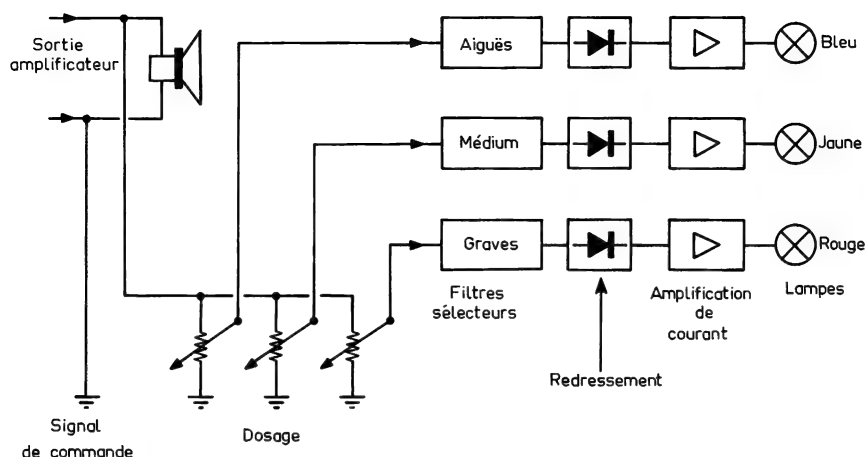 Sortie
amplificateur
Aiguës
Bleu
Médium
Jaune
Graves
Rouge
Filtres
sélecteurs
Amplification
de
courant
Lampes
Redressement
Signal
de commande
Dosage